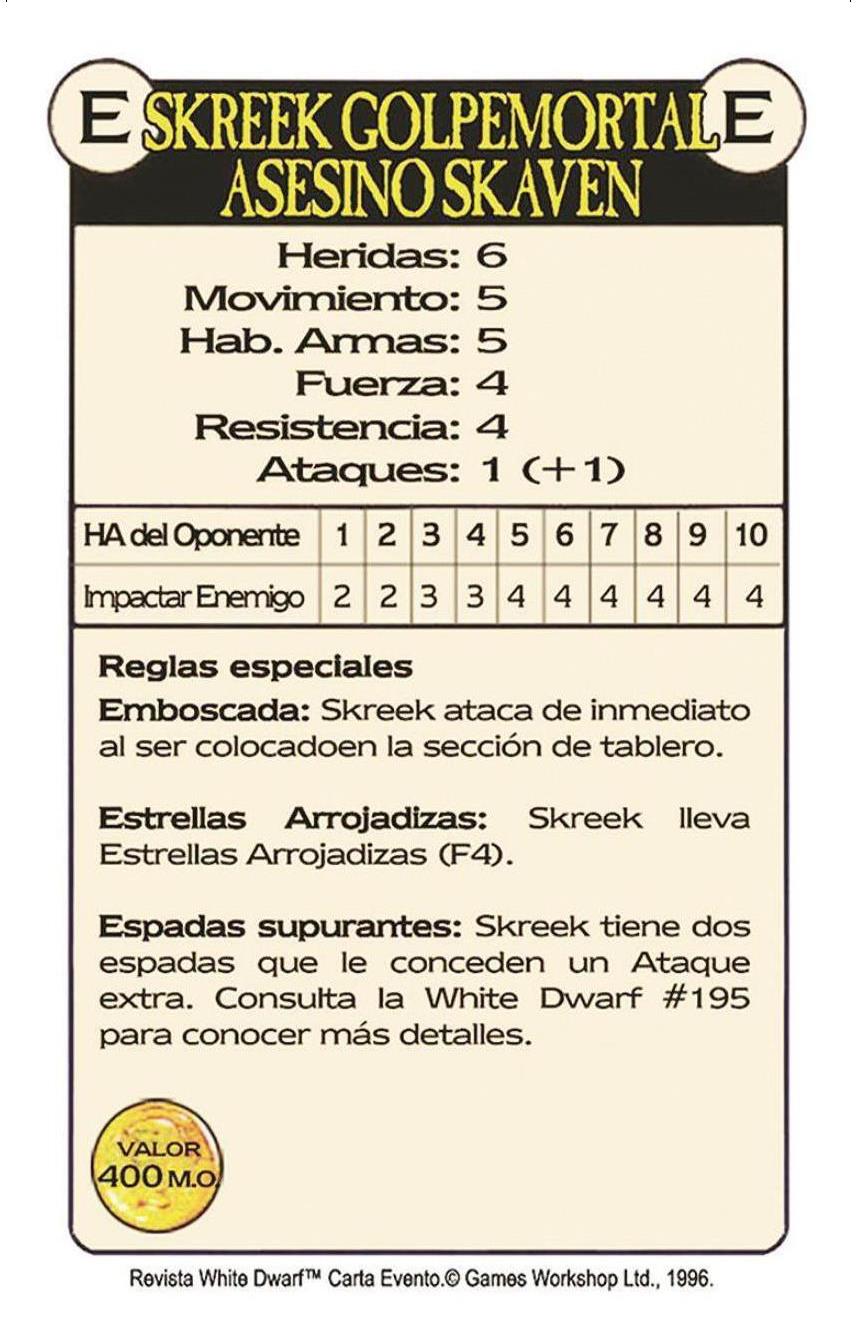 E SKREEK GOLPEMORTAL E
ASESINO SKAVEN
Heridas: 6
Movimiento: 5
Hab. Armas: 5
Fuerza: 4
Resistencia: 4
Ataques: 1 (+1)
HA del Oponente 1 2 3 4 5 6 7 8 9 10
Impactar Enemigo 2 2 3 3 4 4 4 4 4 4
Reglas especiales
Emboscada: Skreek ataca de inmediato
al ser colocadoen la sección de tablero.
Estrellas Arrojadizas: Skreek lleva
Estrellas Arrojadizas (F4).
Espadas supurantes: Skreek tiene dos
espadas que le conceden un Ataque
extra. Consulta la White Dwarf #195
para conocer más detalles.
VALOR
400 M.O.
Revista White Dwarf™ Carta Evento.© Games Workshop Ltd., 1996.